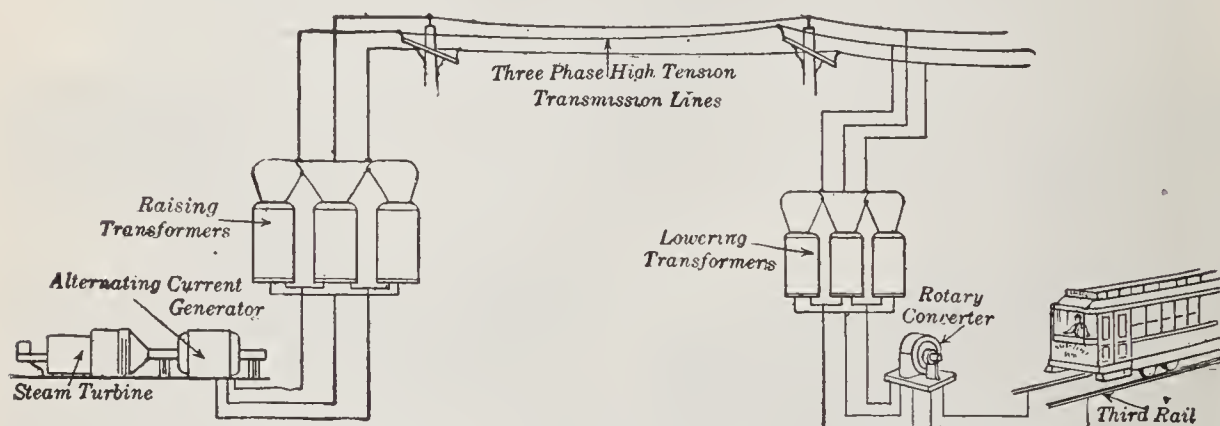 Three Phase High Tension
Transmission Lines
Raising
Transformers
Lowering
Transformers
Alternating Current
Generator
Rotary
Converter
Steam Turbine
Third Rail